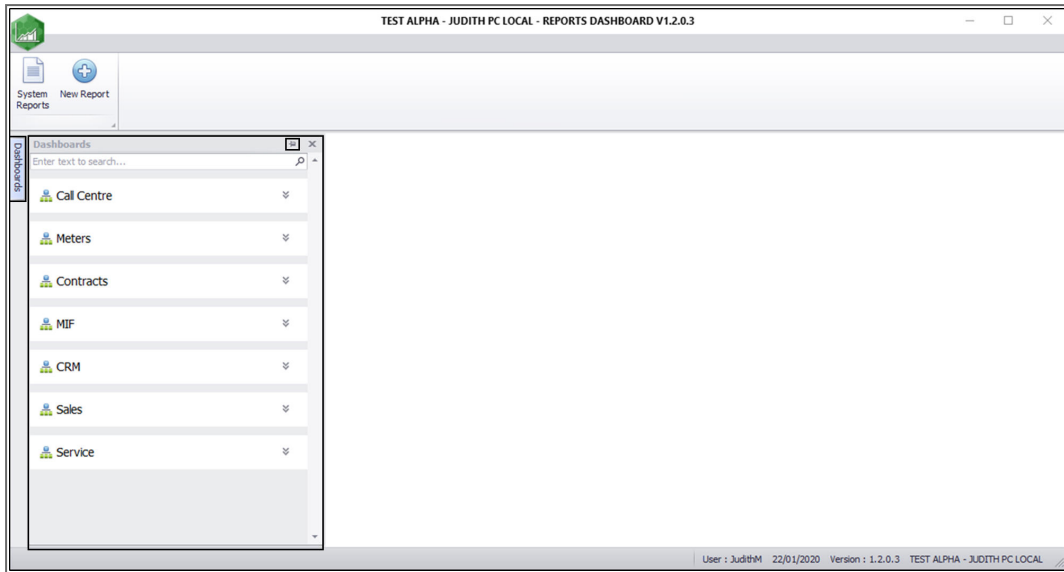 TEST ALPHA - JUDITH PC LOCAL - REPORTS DASHBOARD V1.2.0.3
System Reports
New Report
Dashboards
Dashboards
Enter text to search...
Call Centre
Meters
Contracts
MIF
CRM
Sales
Service
User : JudithM 22/01/2020 Version : 1.2.0.3 TEST ALPHA - JUDITH PC LOCAL